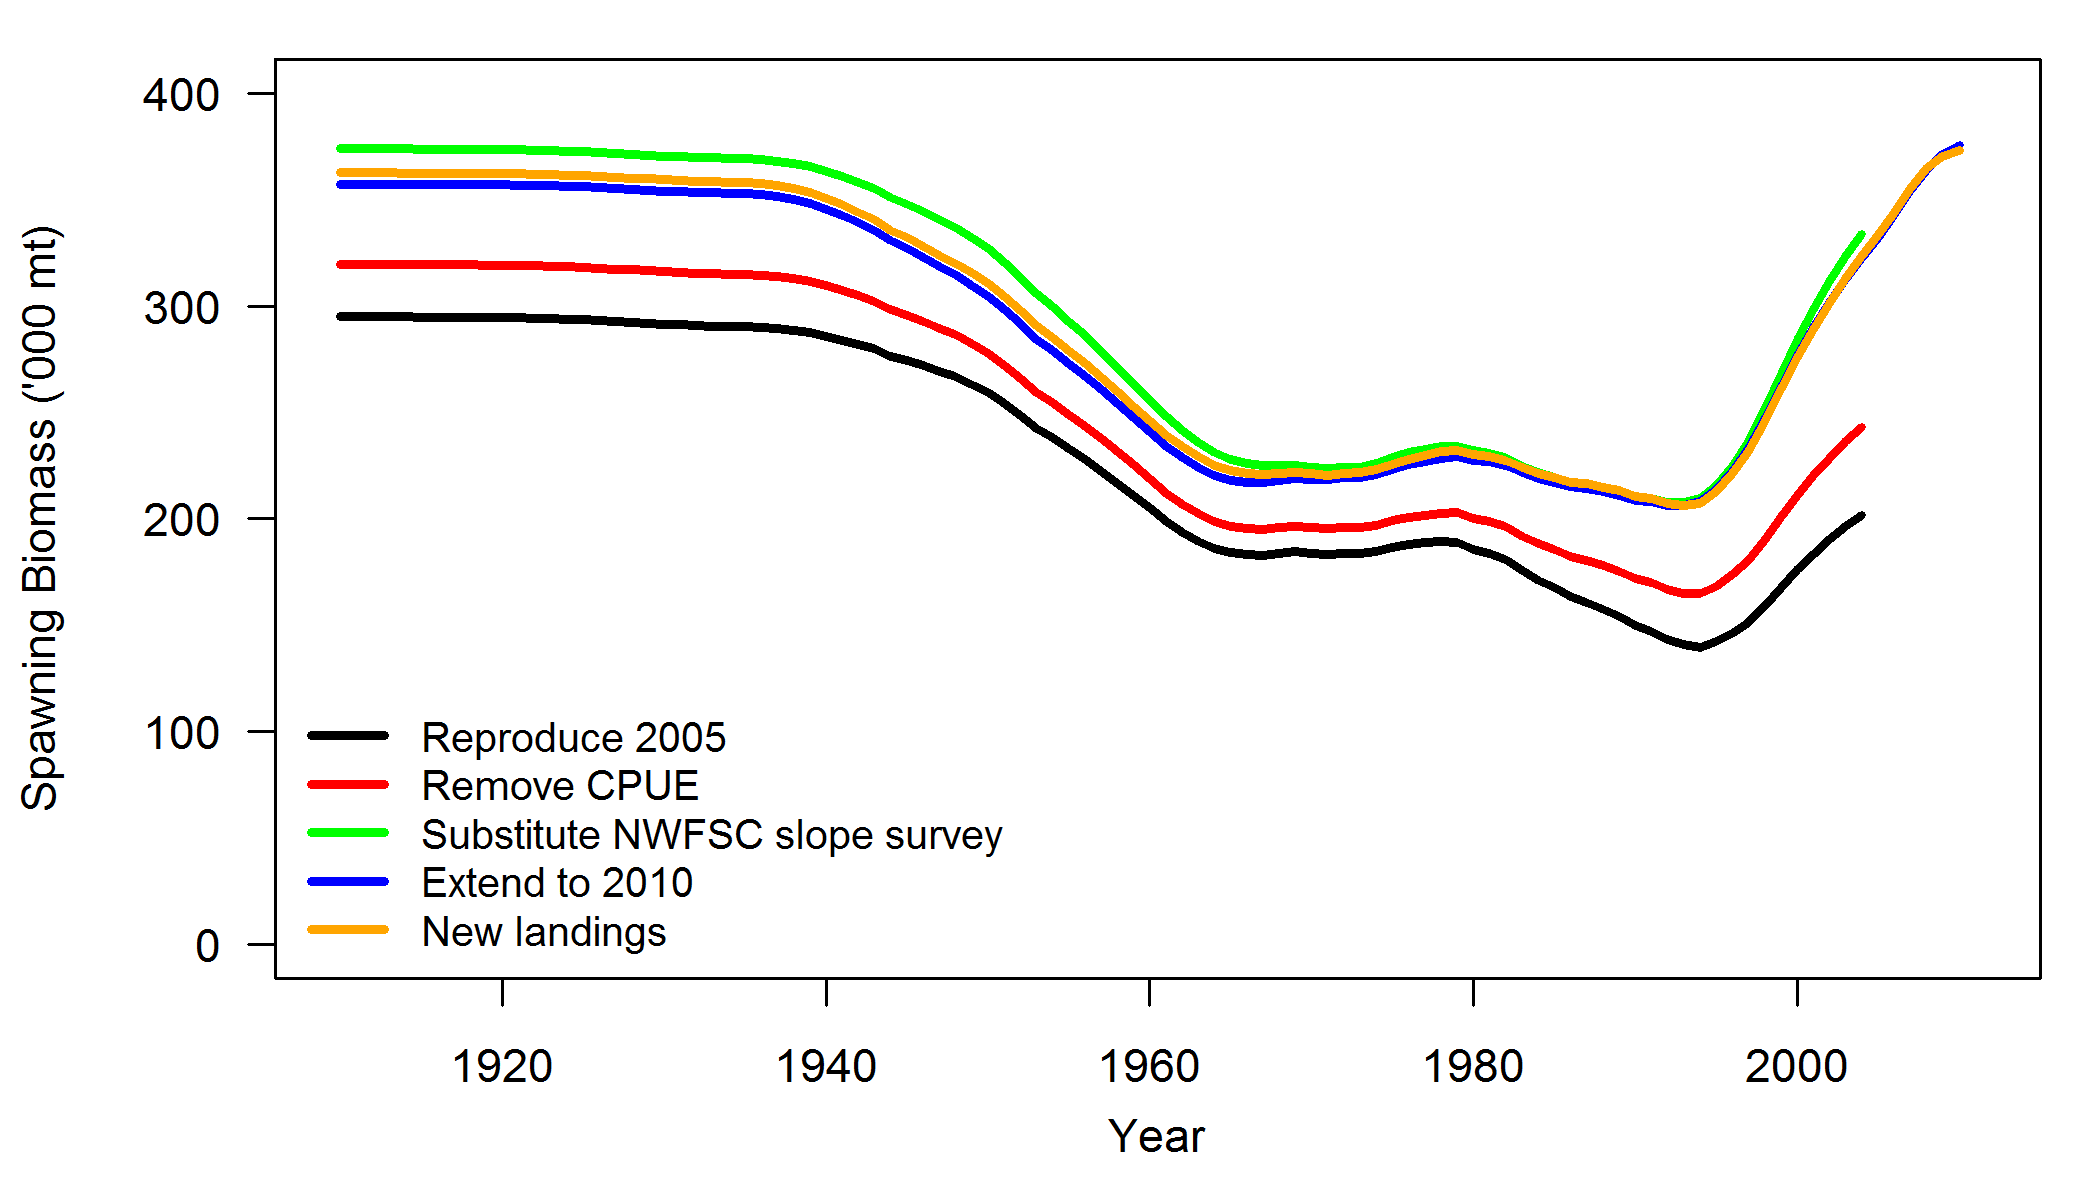 Spawning Biomass ('000 mt)
400
300
200
100
0
Reproduce 2005
Remove CPUE
Substitute NWFSC slope survey
Extend to 2010
New landings
1920 1940 1960 1980 2000
Year